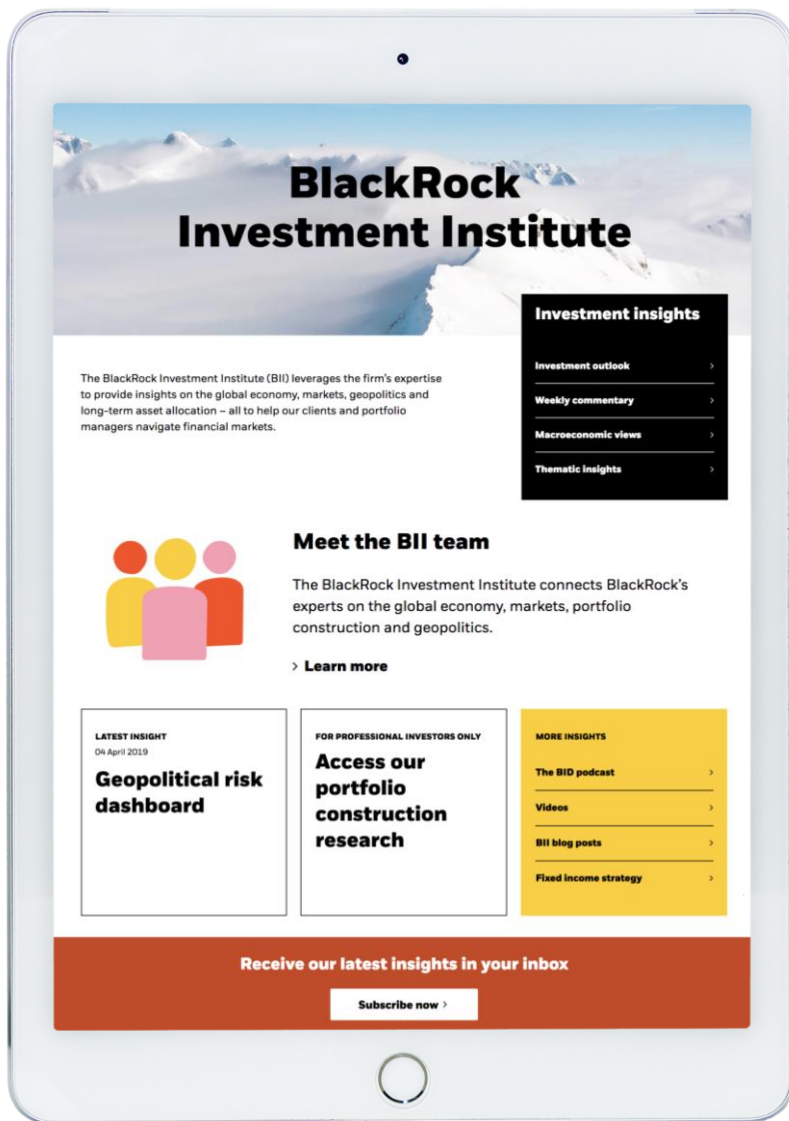 BlackRock
Investment Institute
Investment insights
Investment outlook
Weekly commentary
Macroeconomic views
Thematic insights
The BlackRock Investment Institute (BII) leverages the firm's expertise
to provide insights on the global economy, markets, geopolitics and
long-term asset allocation – all to help our clients and portfolio
managers navigate financial markets.
Meet the BII team
The BlackRock Investment Institute connects BlackRock's
experts on the global economy, markets, portfolio
construction and geopolitics.
Learn more
LATEST INSIGHT
04 April 2019
Geopolitical risk
dashboard
FOR PROFESSIONAL INVESTORS ONLY
Access our
portfolio
construction
research
MORE INSIGHTS
The BID podcast
Videos
BII blog posts
Fixed income strategy
Receive our latest insights in your inbox
Subscribe now